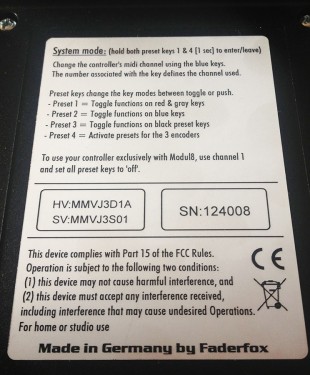 System mode: (hold both preset keys 1 & 4 [1 sec] to enter/leave)
Change the controller's midi channel using the blue keys.
The number associated with the key defines the channel used.
Preset keys change the key modes between toggle or push.
- Preset 1 = Toggle functions on red & gray keys
- Preset 2 = Toggle functions on blue keys
- Preset 3 = Toggle functions on black preset keys
- Preset 4 = Activate presets for the 3 encoders
To use your controller exclusively with Modul8, use channel 1
and set all preset keys to 'off'.
HV:MMVJ3D1A
SV:MMVJ3S01
SN:124008
This device complies with Part 15 of the FCC Rules.
Operation is subject to the following two conditions:
(1) this device may not cause harmful interference, and
(2) this device must accept any interference received,
including interference that may cause undesired Operations.
For home or studio use
CE
Made in Germany by Faderfox